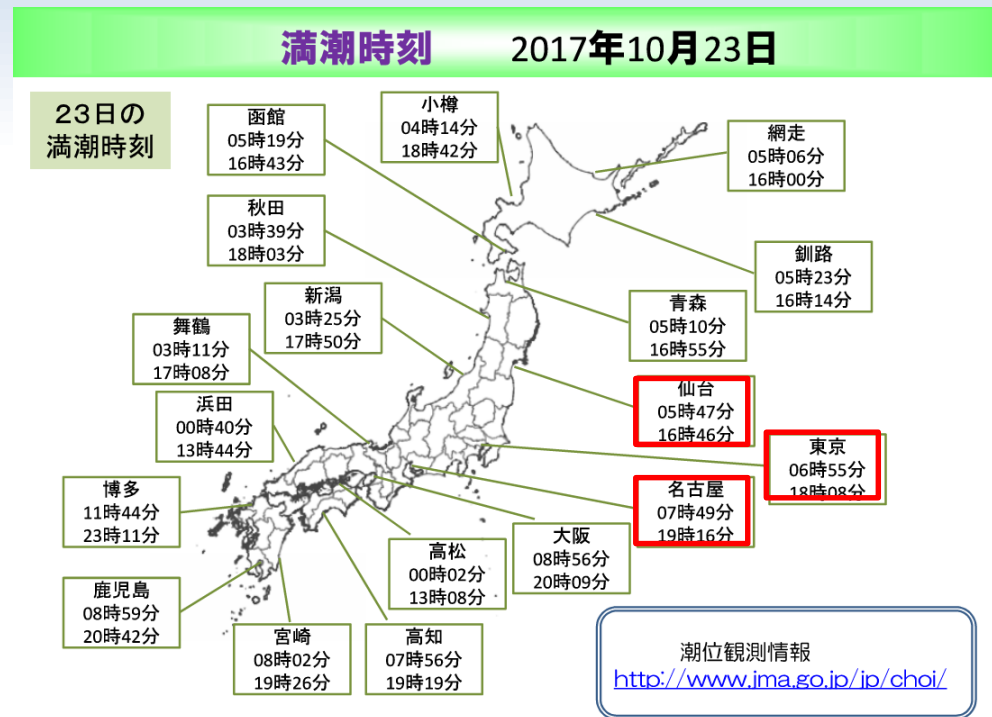 満潮時刻 2017年10月23日
23日の
満潮時刻
函館
05時19分
16時43分
小樽
04時14分
18時42分
網走
05時06分
16時00分
秋田
03時39分
18時03分
釧路
05時23分
16時14分
新潟
03時25分
17時50分
青森
05時10分
16時55分
舞鶴
03時11分
17時08分
仙台
05時47分
16時46分
浜田
00時40分
13時44分
東京
06時55分
18時08分
博多
11時44分
23時11分
名古屋
07時49分
19時16分
大阪
08時56分
20時09分
高松
00時02分
13時08分
鹿児島
08時59分
20時42分
宮崎
08時02分
19時26分
高知
07時56分
19時19分
潮位観測情報
http://www.jma.go.jp/jp/choi/